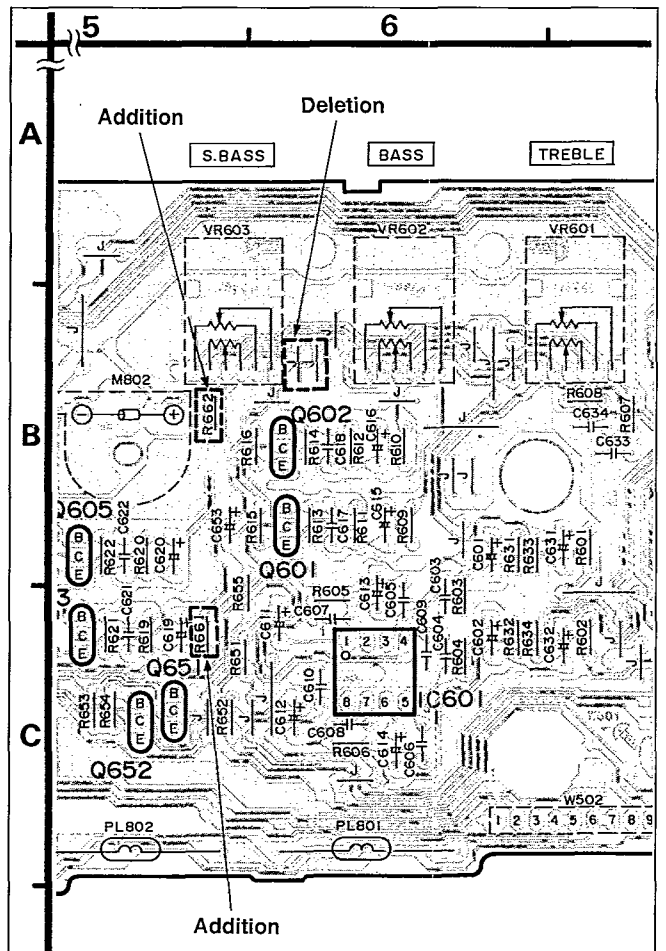 5 6
A
Addition
Deletion
S.BASS BASS TREBLE
VR603 VR602 VR601
J
J
J
J
J
J
J
J
J
M802
R662
R608
C634
R607
C633
B
Q602
B
C
E
R616
R614
C618
R612
C616
R610
Q605
B
C
E
R622
C622
R620
C620
C653
R615
B
C
E
R613
C617
R611
C615
R609
Q601
C601
R631
R633
C631
R601
3
B
C
E
R621
C621
R619
C619
R661
R655
R651
C611
R605
C607
C613
C605
C603
R603
C609
C604
R604
C602
R632
R634
C632
R602
1 2 3 4
8 7 6 5
IC601
C
Q651
B
C
E
R653
R654
B
C
E
Q652
J
R652
J
C612
C610
C608
R606
C614
C606
J
W501
W502
1 2 3 4 5 6 7 8 9
PL802 PL801
Addition